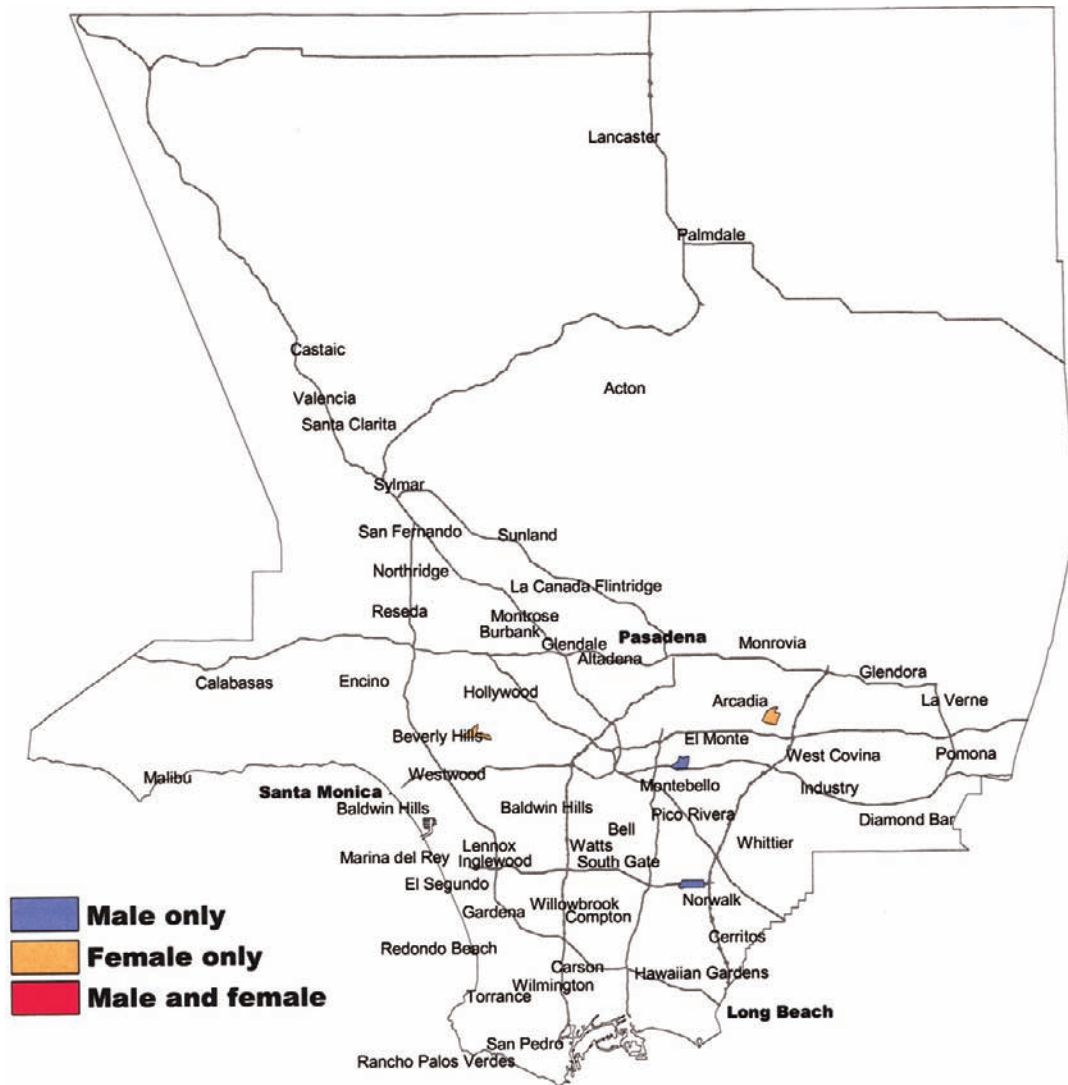 Lancaster
Palmdale
Castaic
Acton
Valencia
Santa Clarita
Sylmar
San Fernando
Sunland
Northridge
La Canada Flintridge
Reseda
Montrose
Burbank
Pasadena
Glendale
Monrovia
Altadena
Glendora
Calabasas
Encino
Hollywood
Arcadia
La Verne
Beverly Hills
El Monte
West Covina
Pomona
Malibu
Westwood
Santa Monica
Montebello
Industry
Baldwin Hills
Baldwin Hills
Pico Rivera
Diamond Bar
Bell
Lennox
Watts
Whittier
Marina del Rey
Inglewood
South Gate
El Segundo
Norwalk
Gardena
Willowbrook
Compton
Cerritos
Redondo Beach
Carson
Hawaiian Gardens
Wilmington
Torrance
Long Beach
San Pedro
Rancho Palos Verdes
Male only
Female only
Male and female